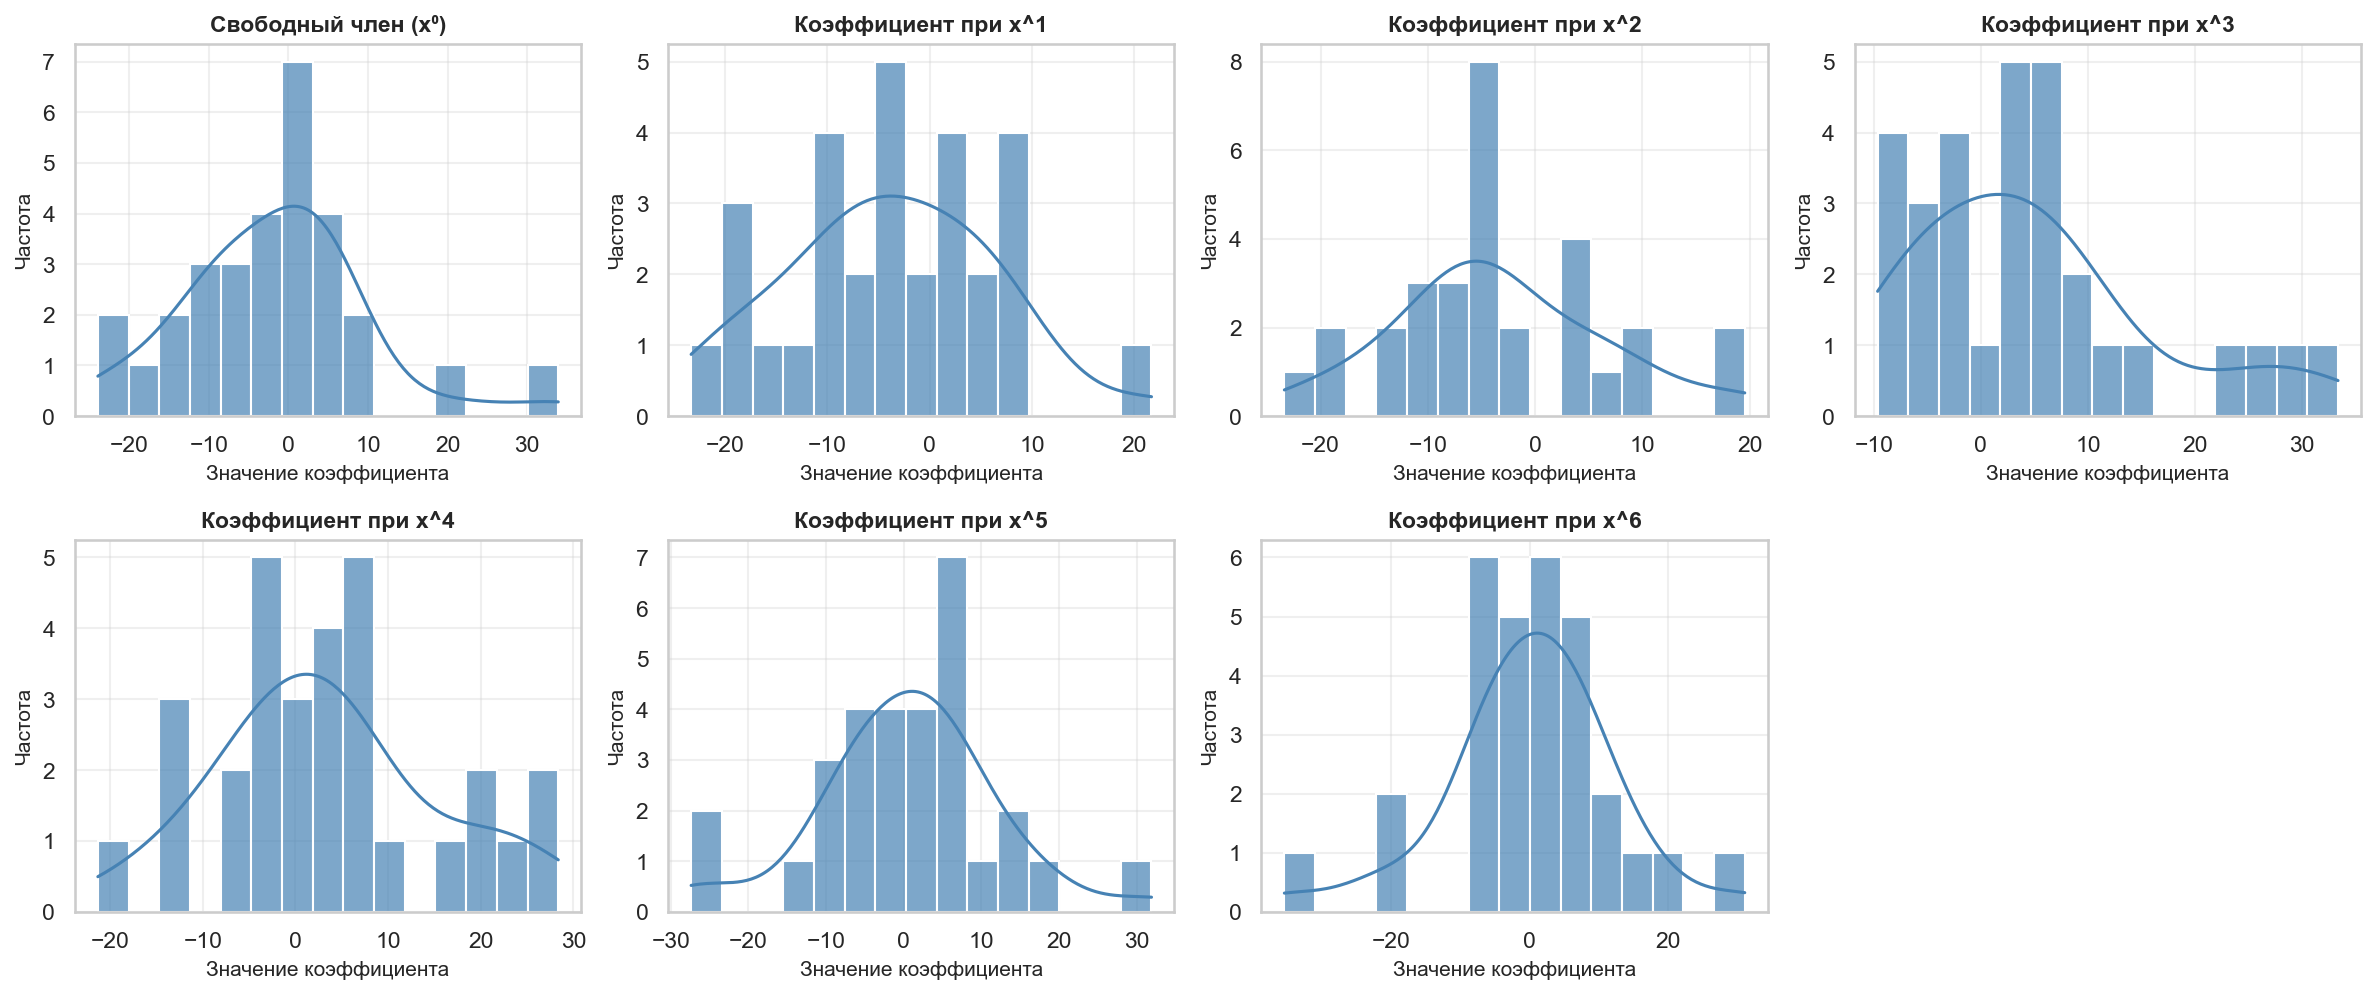 Свободный член (x⁰)
Коэффициент при x^1
Коэффициент при x^2
Коэффициент при x^3
Частота
7
6
5
4
3
2
1
0
−20 −10 0 10 20 30
Значение коэффициента
Частота
5
4
3
2
1
0
−20 −10 0 10 20
Значение коэффициента
Частота
8
6
4
2
0
−20 −10 0 10 20
Значение коэффициента
Частота
5
4
3
2
1
0
−10 0 10 20 30
Значение коэффициента
Коэффициент при x^4
Коэффициент при x^5
Коэффициент при x^6
Частота
5
4
3
2
1
0
−20 −10 0 10 20 30
Значение коэффициента
Частота
7
6
5
4
3
2
1
0
−30 −20 −10 0 10 20 30
Значение коэффициента
Частота
6
5
4
3
2
1
0
−20 0 20
Значение коэффициента